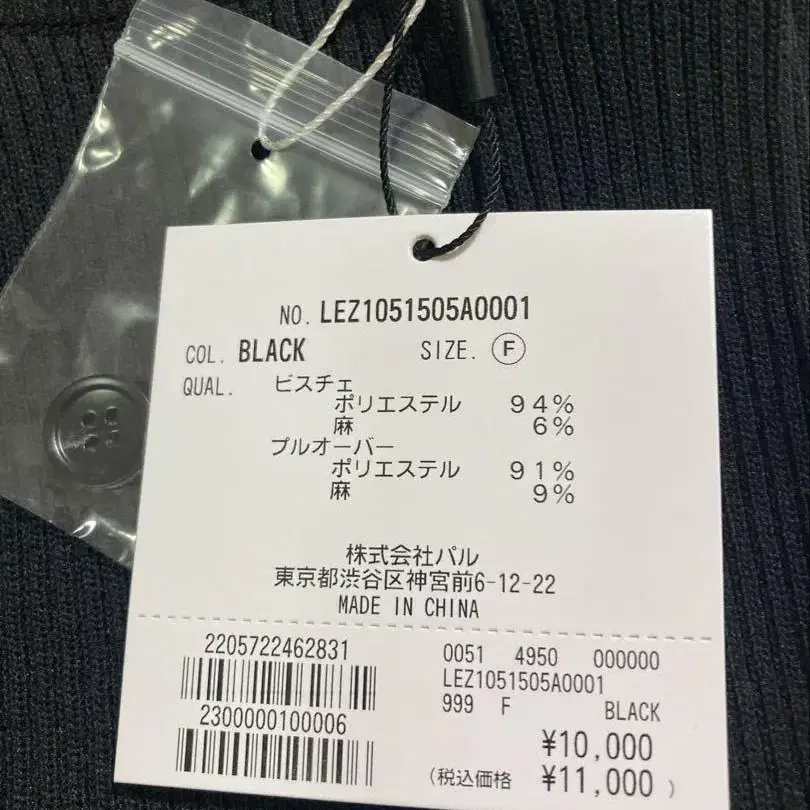 NO. LEZ1051505A0001
COL. BLACK SIZE. F
QUAL. ビスチェ
ポリエステル 94%
麻 6%
プルオーバー
ポリエステル 91%
麻 9%
株式会社パル
東京都渋谷区神宮前6-12-22
MADE IN CHINA
2205722462831
2300000100006
0051 4950 000000
LEZ1051505A0001
999 F BLACK
¥10,000
(税込価格 ¥11,000 )